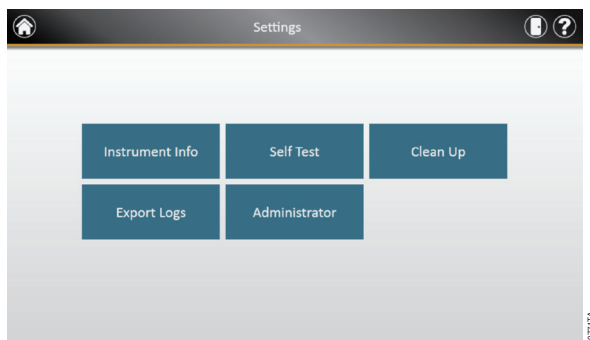 Settings
?
Instrument Info
Self Test
Clean Up
Export Logs
Administrator